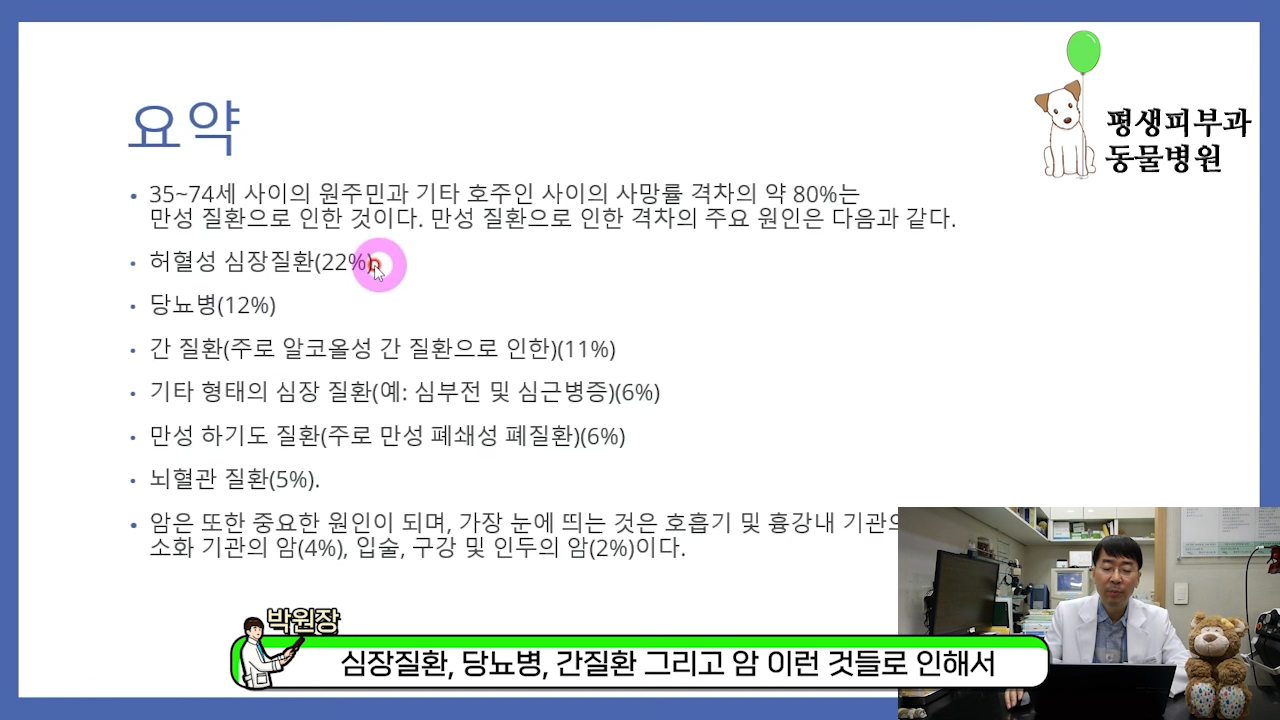 요약
평생피부과
동물병원
• 35~74세 사이의 원주민과 기타 호주인 사이의 사망률 격차의 약 80%는
만성 질환으로 인한 것이다. 만성 질환으로 인한 격차의 주요 원인은 다음과 같다.
• 허혈성 심장질환(22%)
• 당뇨병(12%)
• 간 질환(주로 알코올성 간 질환으로 인한)(11%)
• 기타 형태의 심장 질환(예: 심부전 및 심근병증)(6%)
• 만성 하기도 질환(주로 만성 폐쇄성 폐질환)(6%)
• 뇌혈관 질환(5%).
• 암은 또한 중요한 원인이 되며, 가장 눈에 띄는 것은 호흡기 및 흉강내 기관의
소화 기관의 암(4%), 입술, 구강 및 인두의 암(2%)이다.
박원장
심장질환, 당뇨병, 간질환 그리고 암 이런 것들로 인해서